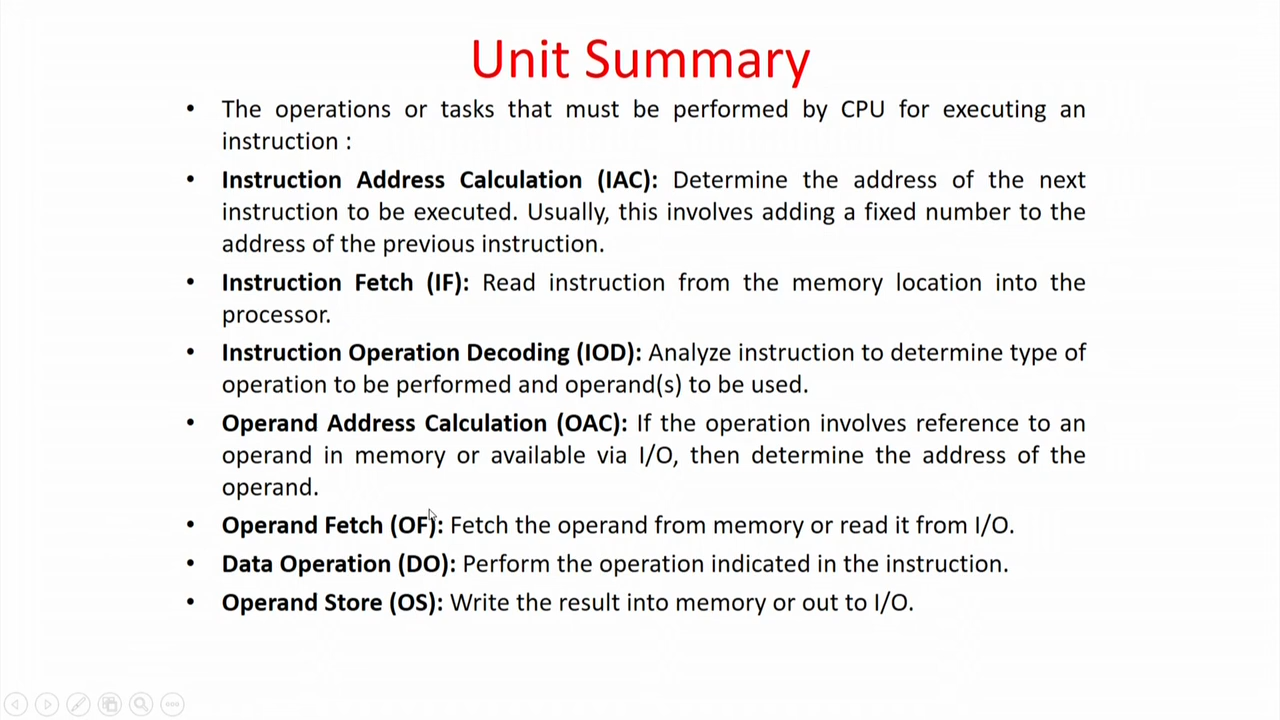 Unit Summary
• The operations or tasks that must be performed by CPU for executing an
instruction :
• Instruction Address Calculation (IAC): Determine the address of the next
instruction to be executed. Usually, this involves adding a fixed number to the
address of the previous instruction.
• Instruction Fetch (IF): Read instruction from the memory location into the
processor.
• Instruction Operation Decoding (IOD): Analyze instruction to determine type of
operation to be performed and operand(s) to be used.
• Operand Address Calculation (OAC): If the operation involves reference to an
operand in memory or available via I/O, then determine the address of the
operand.
• Operand Fetch (OF): Fetch the operand from memory or read it from I/O.
• Data Operation (DO): Perform the operation indicated in the instruction.
• Operand Store (OS): Write the result into memory or out to I/O.